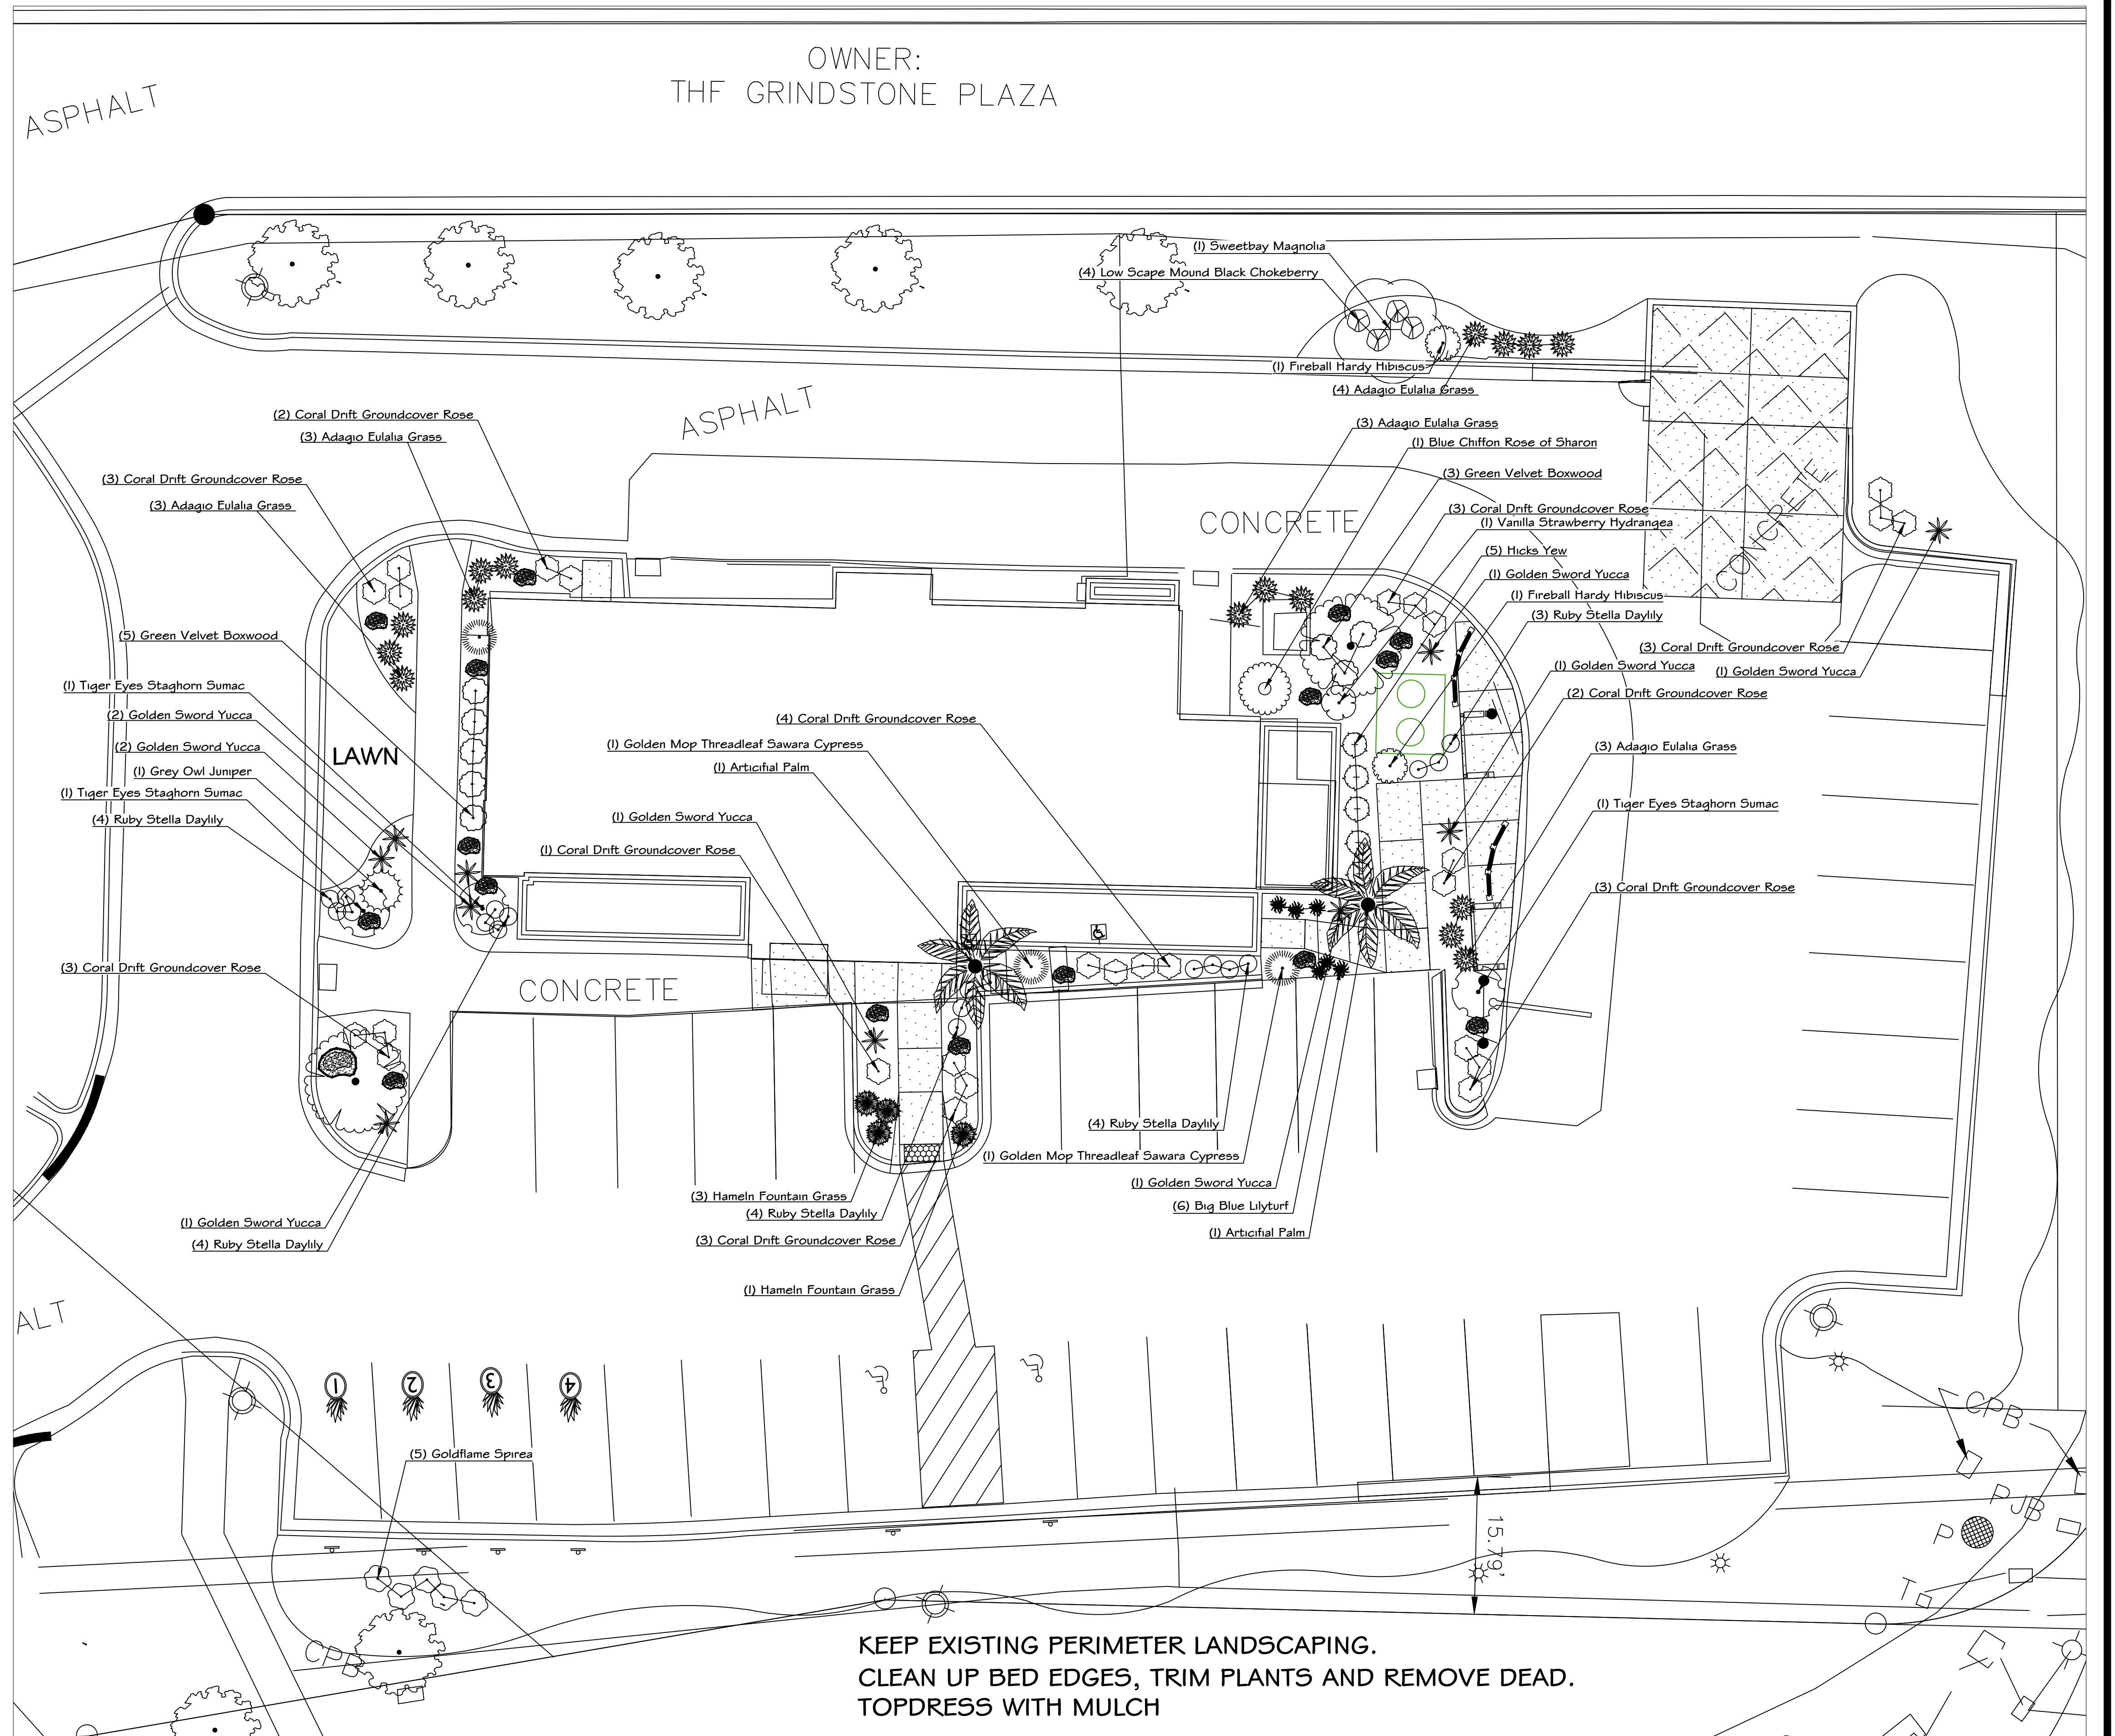 OWNER:
THF GRINDSTONE PLAZA
ASPHALT
(1) Sweetbay Magnolia
(4) Low Scape Mound Black Chokeberry
(1) Fireball Hardy Hibiscus
(4) Adagio Eulalia Grass
ASPHALT
(2) Coral Drift Groundcover Rose
(3) Adagio Eulalia Grass
(3) Coral Drift Groundcover Rose
(3) Adagio Eulalia Grass
(3) Adagio Eulalia Grass
(1) Blue Chiffon Rose of Sharon
(3) Green Velvet Boxwood
(3) Coral Drift Groundcover Rose
(1) Vanilla Strawberry Hydrangea
(5) Hicks Yew
(1) Golden Sword Yucca
(1) Fireball Hardy Hibiscus
(3) Ruby Stella Daylily
CONCRETE
CONCRETE
(3) Coral Drift Groundcover Rose
(1) Golden Sword Yucca
(1) Golden Sword Yucca
(2) Coral Drift Groundcover Rose
(3) Adagio Eulalia Grass
(1) Tiger Eyes Staghorn Sumac
(3) Coral Drift Groundcover Rose
(5) Green Velvet Boxwood
(1) Tiger Eyes Staghorn Sumac
(2) Golden Sword Yucca
(2) Golden Sword Yucca
(1) Grey Owl Juniper
(1) Tiger Eyes Staghorn Sumac
(4) Ruby Stella Daylily
LAWN
(4) Coral Drift Groundcover Rose
(1) Golden Mop Threadleaf Sawara Cypress
(1) Articifial Palm
(1) Golden Sword Yucca
(1) Coral Drift Groundcover Rose
(3) Coral Drift Groundcover Rose
CONCRETE
(4) Ruby Stella Daylily
(1) Golden Mop Threadleaf Sawara Cypress
(1) Golden Sword Yucca
(6) Big Blue Lilyturf
(1) Articifial Palm
(3) Hameln Fountain Grass
(4) Ruby Stella Daylily
(3) Coral Drift Groundcover Rose
(1) Hameln Fountain Grass
(1) Golden Sword Yucca
(4) Ruby Stella Daylily
ALT
1
2
3
4
(5) Goldflame Spirea
CPB
PJB
P
T
15.79'
CPB
KEEP EXISTING PERIMETER LANDSCAPING.
CLEAN UP BED EDGES, TRIM PLANTS AND REMOVE DEAD.
TOPDRESS WITH MULCH